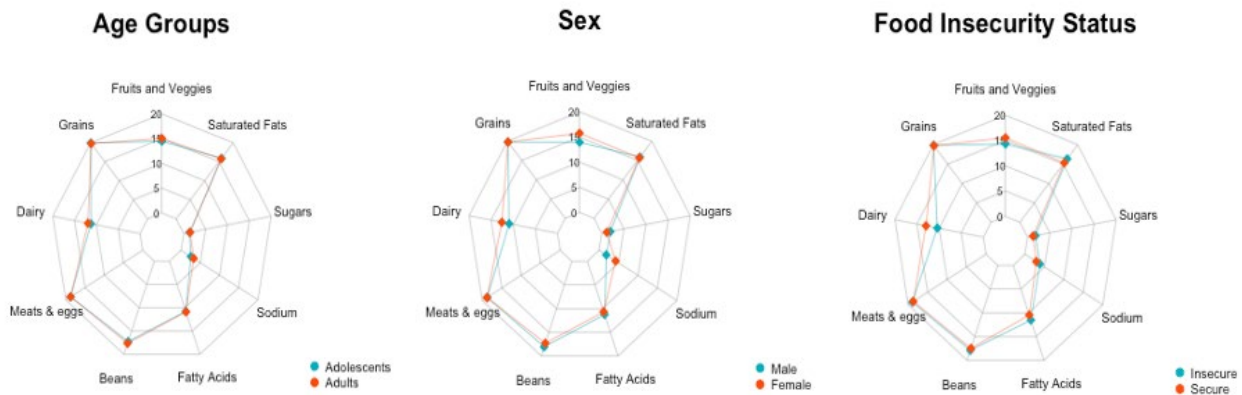 Age Groups
Fruits and Veggies
20
Saturated Fats
Grains
15
10
5
0
Dairy
Sugars
Meats & eggs
Sodium
Beans
Fatty Acids
Adolescents
Adults
Sex
Fruits and Veggies
20
Saturated Fats
Grains
15
10
5
0
Dairy
Sugars
Meats & eggs
Sodium
Beans
Fatty Acids
Male
Female
Food Insecurity Status
Fruits and Veggies
20
Saturated Fats
Grains
15
10
5
0
Dairy
Sugars
Meats & eggs
Sodium
Beans
Fatty Acids
Insecure
Secure